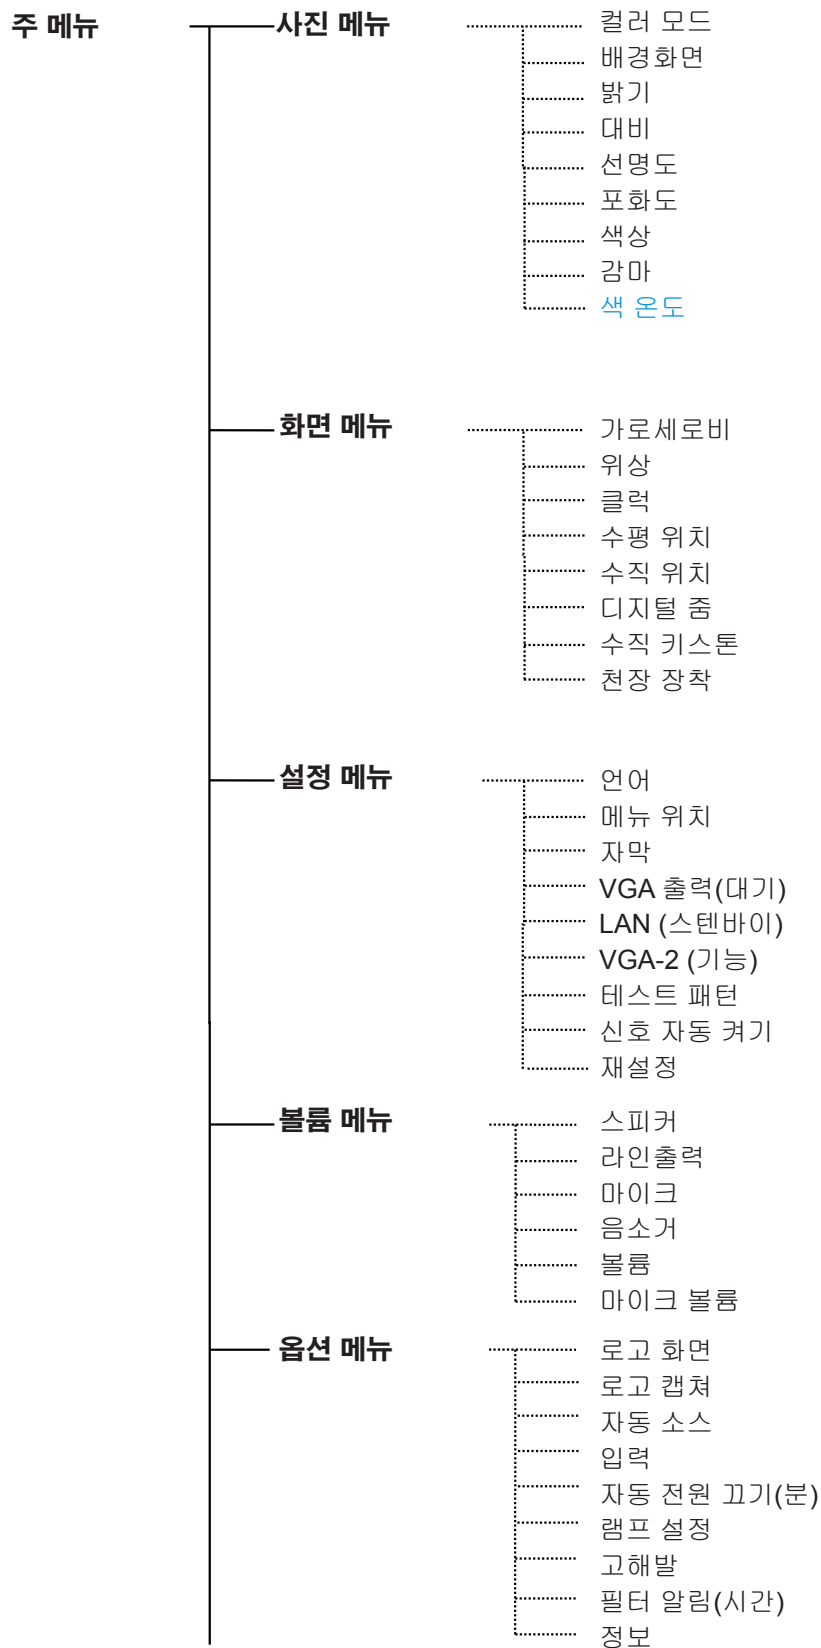 주 메뉴
사진 메뉴
컬러 모드
배경화면
밝기
대비
선명도
포화도
색상
감마
색 온도
화면 메뉴
가로세로비
위상
클럭
수평 위치
수직 위치
디지털 줌
수직 키스톤
천장 장착
설정 메뉴
언어
메뉴 위치
자막
VGA 출력(대기)
LAN (스텐바이)
VGA-2 (기능)
테스트 패턴
신호 자동 켜기
재설정
볼륨 메뉴
스피커
라인출력
마이크
음소거
볼륨
마이크 볼륨
옵션 메뉴
로고 화면
로고 캡쳐
자동 소스
입력
자동 전원 끄기(분)
램프 설정
고해발
필터 알림(시간)
정보